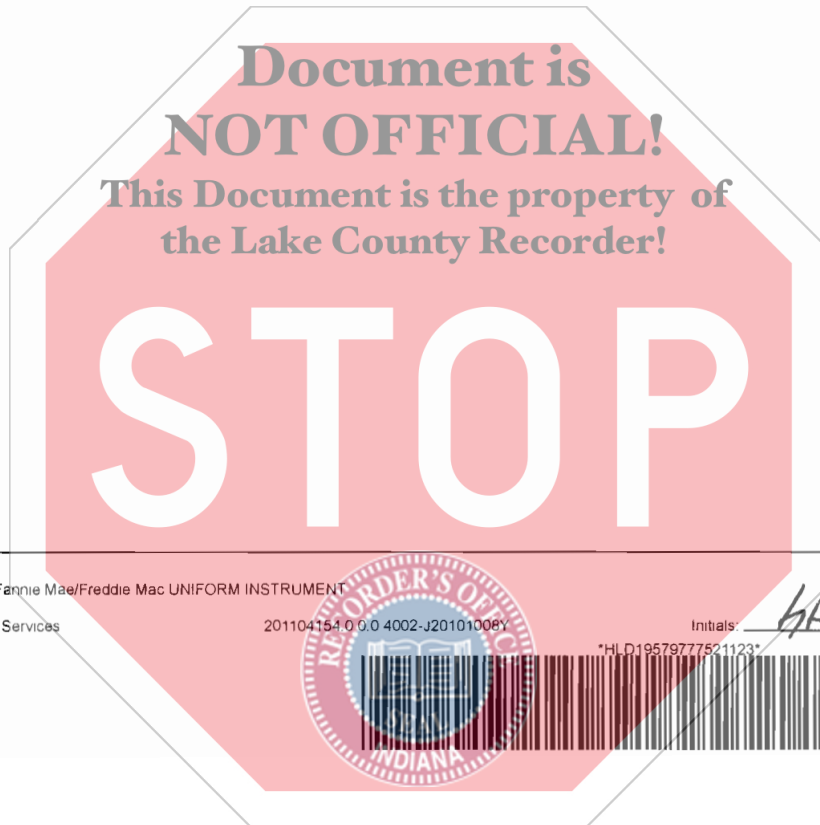 Document is
NOT OFFICIAL!
This Document is the property of
the Lake County Recorder!
STOP
Fannie Mae/Freddie Mac UNIFORM INSTRUMENT
Services 201104154.0.0.0.4002-J20101008Y Initials:
*HLD19579777521123*
RECORDER'S OFFICE
SEAL
INDIANA